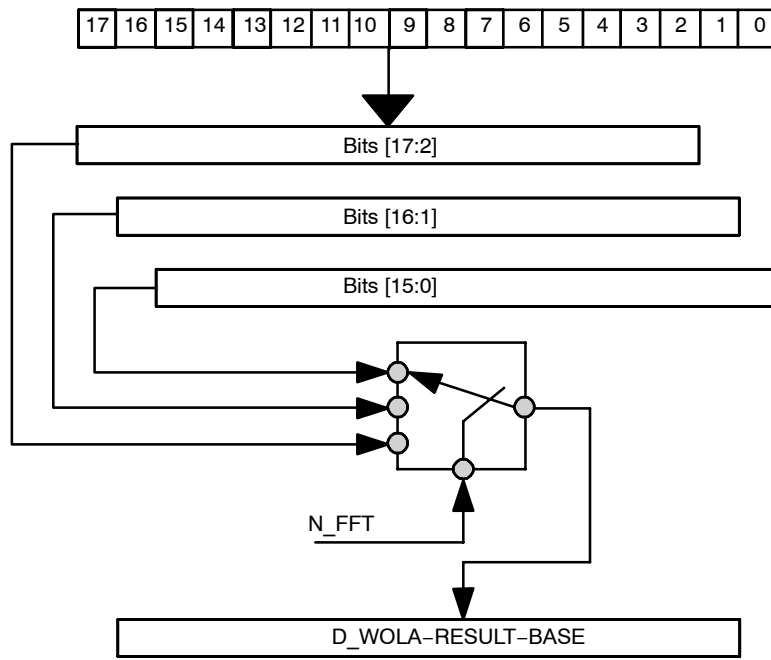 17 16 15 14 13 12 11 10 9 8 7 6 5 4 3 2 1 0
Bits [17:2]
Bits [16:1]
Bits [15:0]
N_FFT
D_WOLA−RESULT−BASE